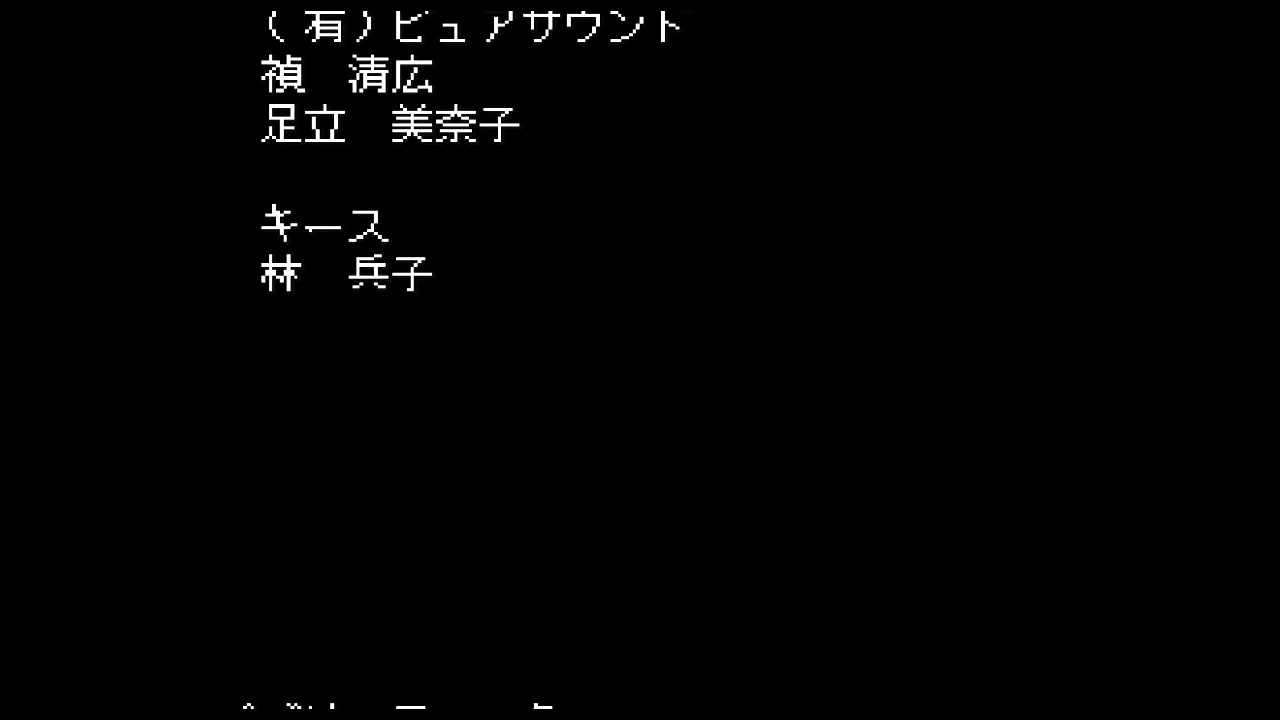 (有)ピュアサウンド
禎　清広
足立　美奈子
キース
林　兵子